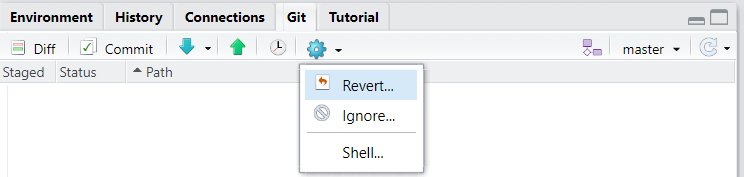 Environment History Connections Git Tutorial
Diff Commit master
Staged Status Path
Revert...
Ignore...
Shell...